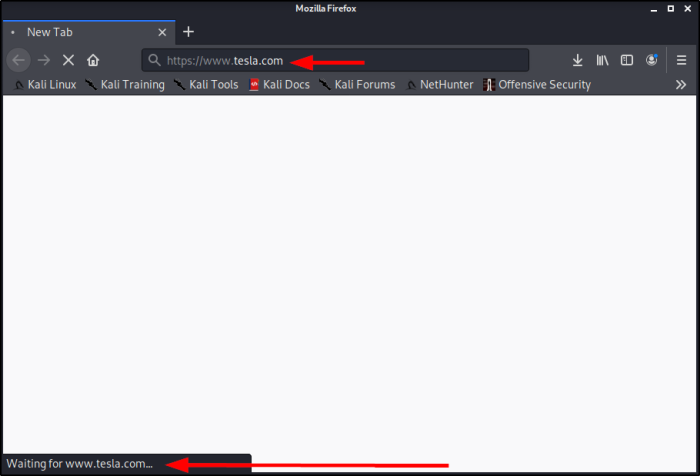 Mozilla Firefox
New Tab
https://www.tesla.com
Kali Linux Kali Training Kali Tools Kali Docs Kali Forums NetHunter Offensive Security
Waiting for www.tesla.com...